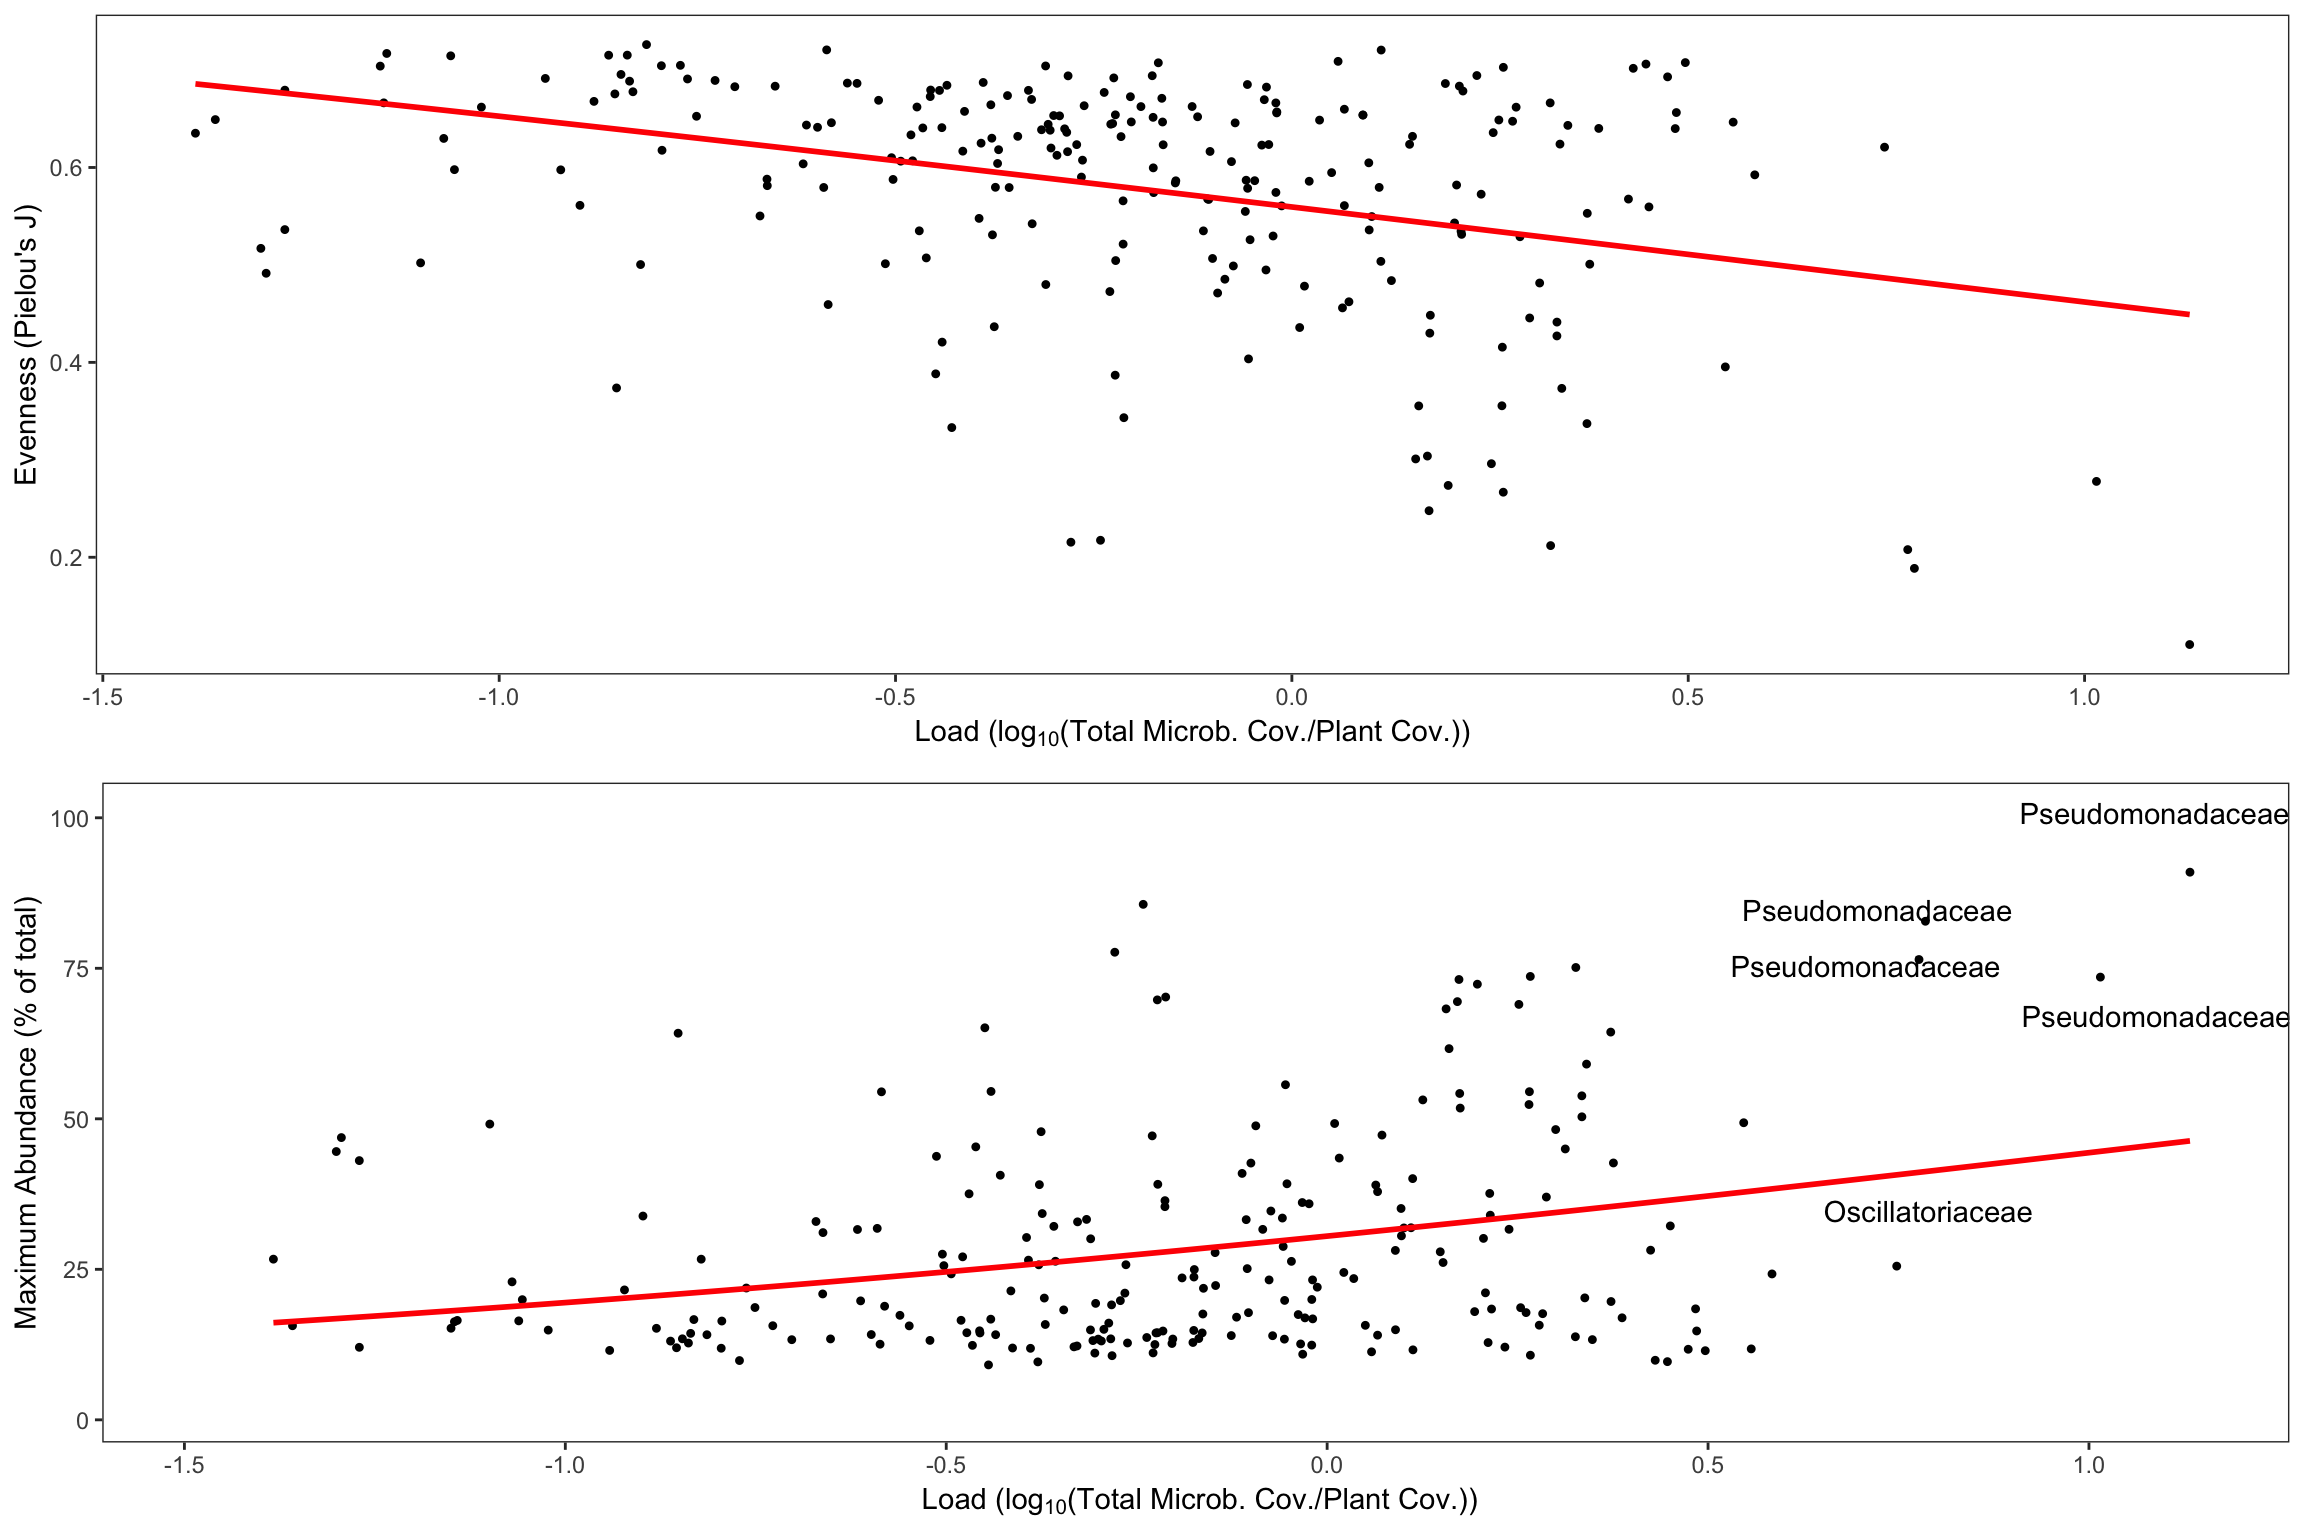 Evenness (Pielou's J)
0.6
0.4
0.2
-1.5 -1.0 -0.5 0.0 0.5 1.0
Load (log10(Total Microb. Cov./Plant Cov.))
Maximum Abundance (% of total)
100
75
50
25
0
Pseudomonadaceae
Pseudomonadaceae
Pseudomonadaceae
Pseudomonadaceae
Oscillatoriaceae
-1.5 -1.0 -0.5 0.0 0.5 1.0
Load (log10(Total Microb. Cov./Plant Cov.))